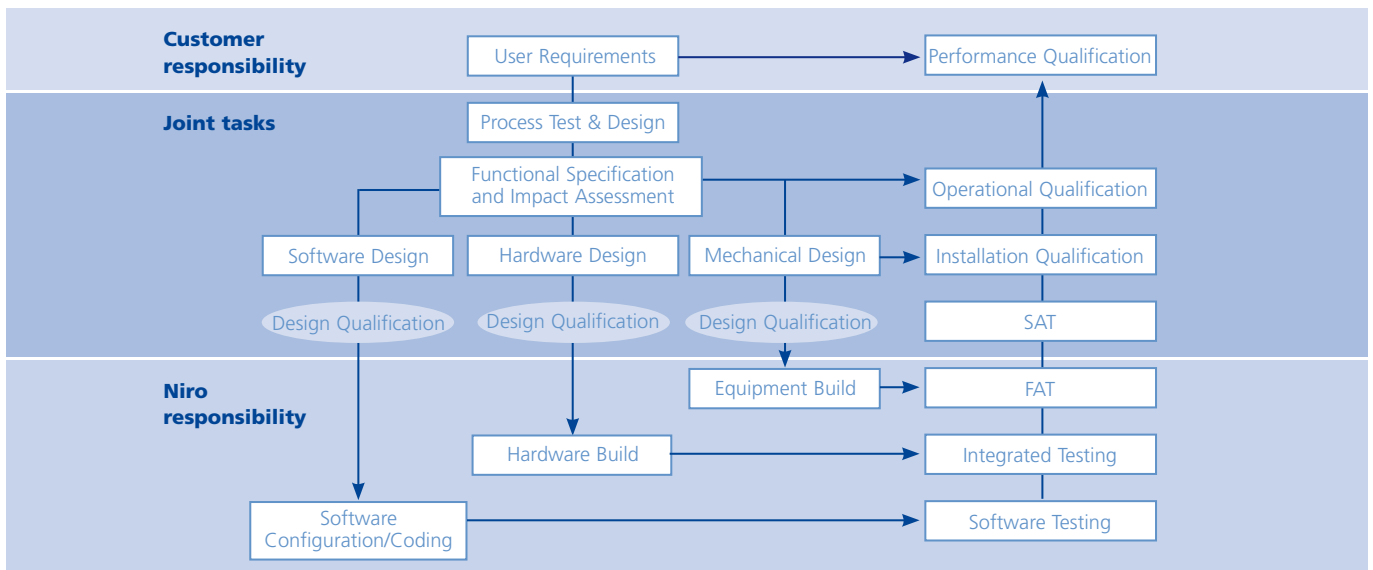 Customer
responsibility
User Requirements
Performance Qualification
Joint tasks
Process Test & Design
Functional Specification
and Impact Assessment
Operational Qualification
Software Design
Hardware Design
Mechanical Design
Installation Qualification
Design Qualification
Design Qualification
Design Qualification
SAT
Niro
responsibility
Equipment Build
FAT
Hardware Build
Integrated Testing
Software
Configuration/Coding
Software Testing